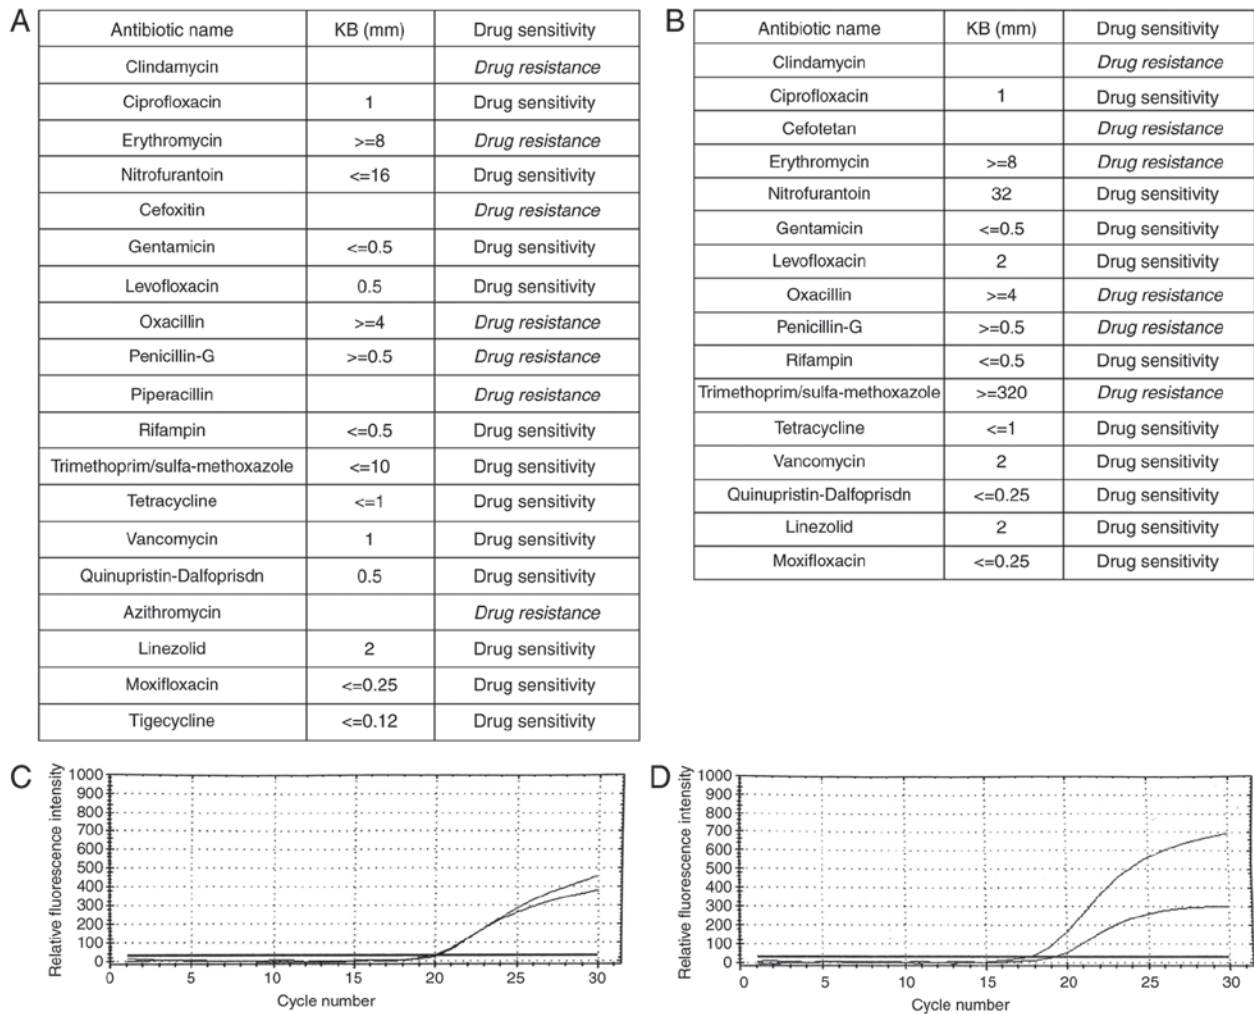 A
Antibiotic name KB (mm) Drug sensitivity
Clindamycin Drug resistance
Ciprofloxacin 1 Drug sensitivity
Erythromycin >=8 Drug resistance
Nitrofurantoin <=16 Drug sensitivity
Cefoxitin Drug resistance
Gentamicin <=0.5 Drug sensitivity
Levofloxacin 0.5 Drug sensitivity
Oxacillin >=4 Drug resistance
Penicillin-G >=0.5 Drug resistance
Piperacillin Drug resistance
Rifampin <=0.5 Drug sensitivity
Trimethoprim/sulfa-methoxazole <=10 Drug sensitivity
Tetracycline <=1 Drug sensitivity
Vancomycin 1 Drug sensitivity
Quinupristin-Dalfoprisdn 0.5 Drug sensitivity
Azithromycin Drug resistance
Linezolid 2 Drug sensitivity
Moxifloxacin <=0.25 Drug sensitivity
Tigecycline <=0.12 Drug sensitivity
B
Antibiotic name KB (mm) Drug sensitivity
Clindamycin Drug resistance
Ciprofloxacin 1 Drug sensitivity
Cefotetan Drug resistance
Erythromycin >=8 Drug resistance
Nitrofurantoin 32 Drug sensitivity
Gentamicin <=0.5 Drug sensitivity
Levofloxacin 2 Drug sensitivity
Oxacillin >=4 Drug resistance
Penicillin-G >=0.5 Drug resistance
Rifampin <=0.5 Drug sensitivity
Trimethoprim/sulfa-methoxazole >=320 Drug resistance
Tetracycline <=1 Drug sensitivity
Vancomycin 2 Drug sensitivity
Quinupristin-Dalfoprisdn <=0.25 Drug sensitivity
Linezolid 2 Drug sensitivity
Moxifloxacin <=0.25 Drug sensitivity
C
Relative fluorescence intensity
1000
900
800
700
600
500
400
300
200
100
0
0 5 10 15 20 25 30
Cycle number
D
Relative fluorescence intensity
1000
900
800
700
600
500
400
300
200
100
0
0 5 10 15 20 25 30
Cycle number